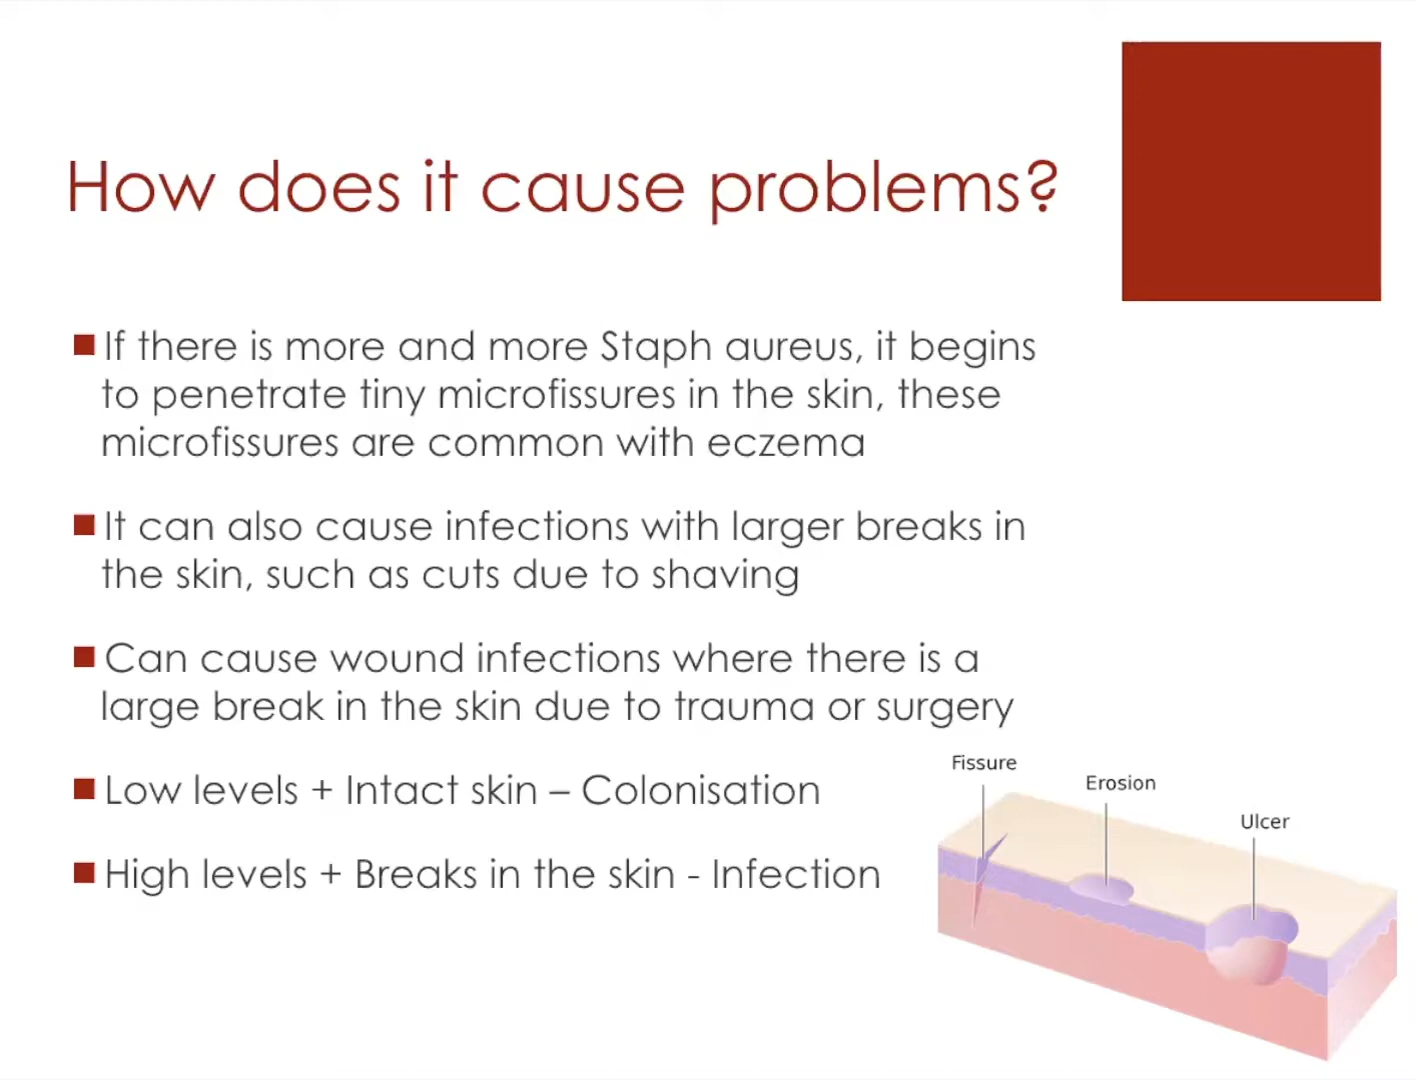 How does it cause problems?
If there is more and more Staph aureus, it begins
to penetrate tiny microfissures in the skin, these
microfissures are common with eczema
It can also cause infections with larger breaks in
the skin, such as cuts due to shaving
Can cause wound infections where there is a
large break in the skin due to trauma or surgery
Low levels + Intact skin – Colonisation
High levels + Breaks in the skin - Infection
Fissure
Erosion
Ulcer